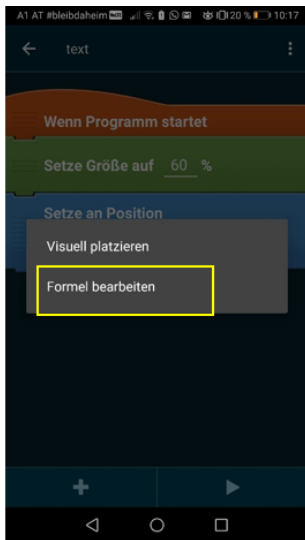 A1 AT #bleibdaheim 20 % 10:17
text
Wenn Programm startet
Setze Größe auf 60 %
Setze an Position
Visuell platzieren
Formel bearbeiten